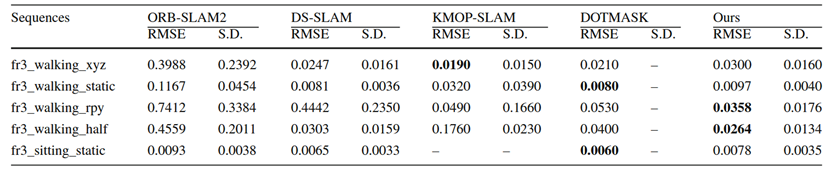 Sequences ORB-SLAM2 DS-SLAM KMOP-SLAM DOTMASK Ours
RMSE S.D. RMSE S.D. RMSE S.D. RMSE S.D. RMSE S.D.
fr3_walking_xyz 0.3988 0.2392 0.0247 0.0161 0.0190 0.0150 0.0210 – 0.0300 0.0160
fr3_walking_static 0.1167 0.0454 0.0081 0.0036 0.0320 0.0390 0.0080 – 0.0097 0.0040
fr3_walking_rpy 0.7412 0.3384 0.4442 0.2350 0.0490 0.1660 0.0530 – 0.0358 0.0176
fr3_walking_half 0.4559 0.2011 0.0303 0.0159 0.1760 0.0230 0.0400 – 0.0264 0.0134
fr3_sitting_static 0.0093 0.0038 0.0065 0.0033 – – 0.0060 – 0.0078 0.0035